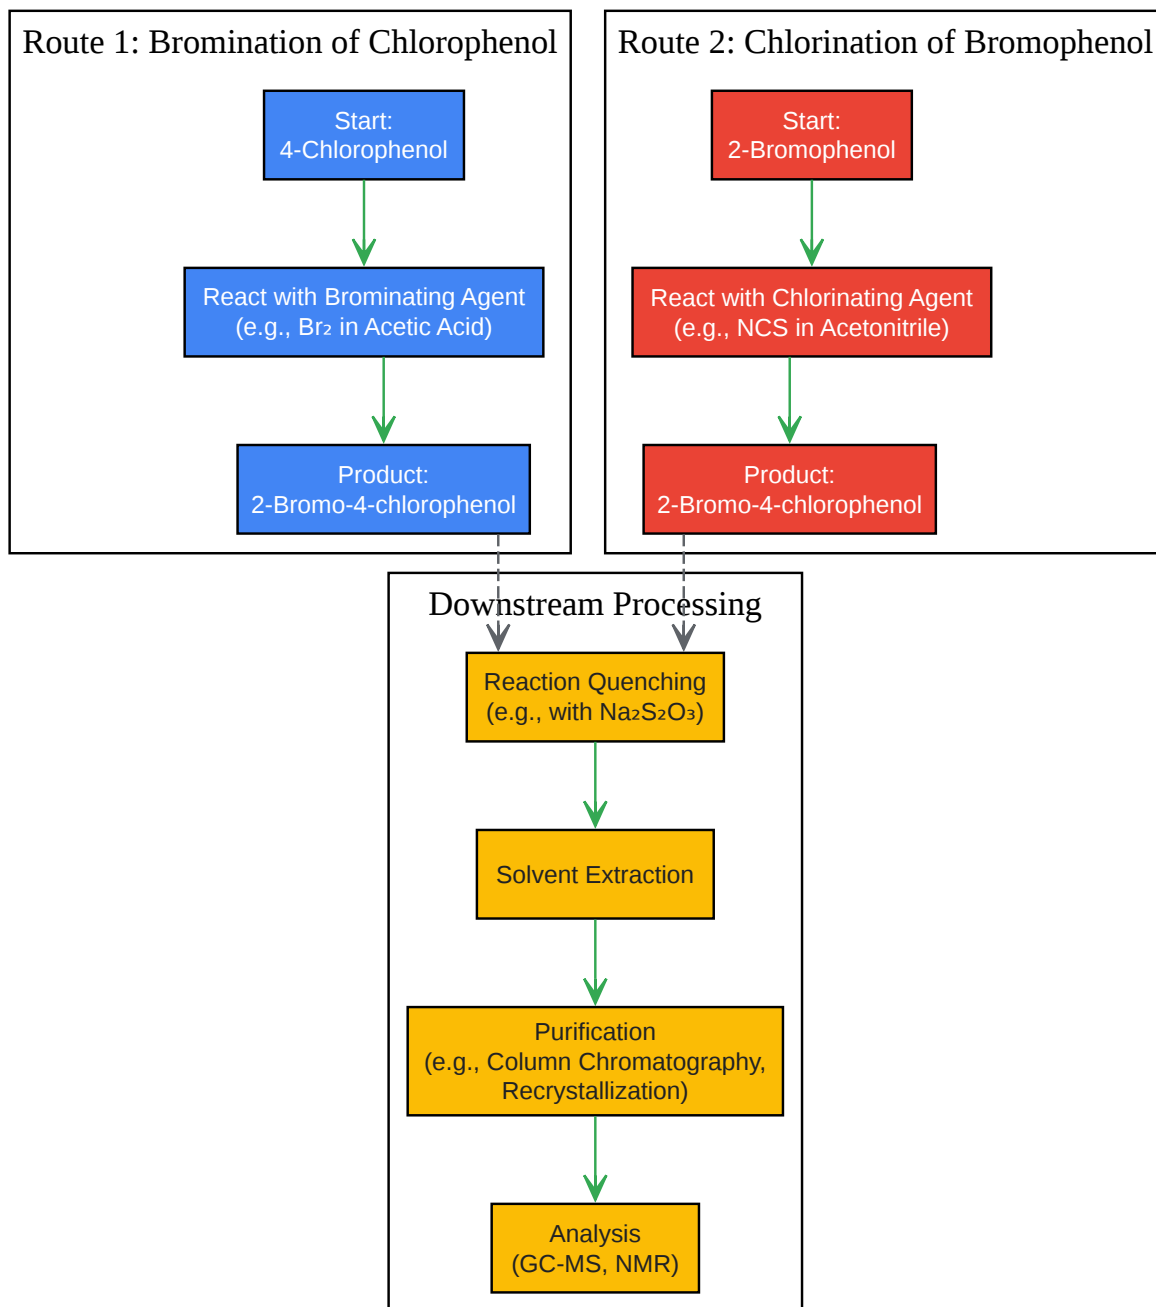 Route 1: Bromination of Chlorophenol
Start:
4-Chlorophenol
React with Brominating Agent
(e.g., Br₂ in Acetic Acid)
Product:
2-Bromo-4-chlorophenol
Route 2: Chlorination of Bromophenol
Start:
2-Bromophenol
React with Chlorinating Agent
(e.g., NCS in Acetonitrile)
Product:
2-Bromo-4-chlorophenol
Downstream Processing
Reaction Quenching
(e.g., with Na₂S₂O₃)
Solvent Extraction
Purification
(e.g., Column Chromatography,
Recrystallization)
Analysis
(GC-MS, NMR)